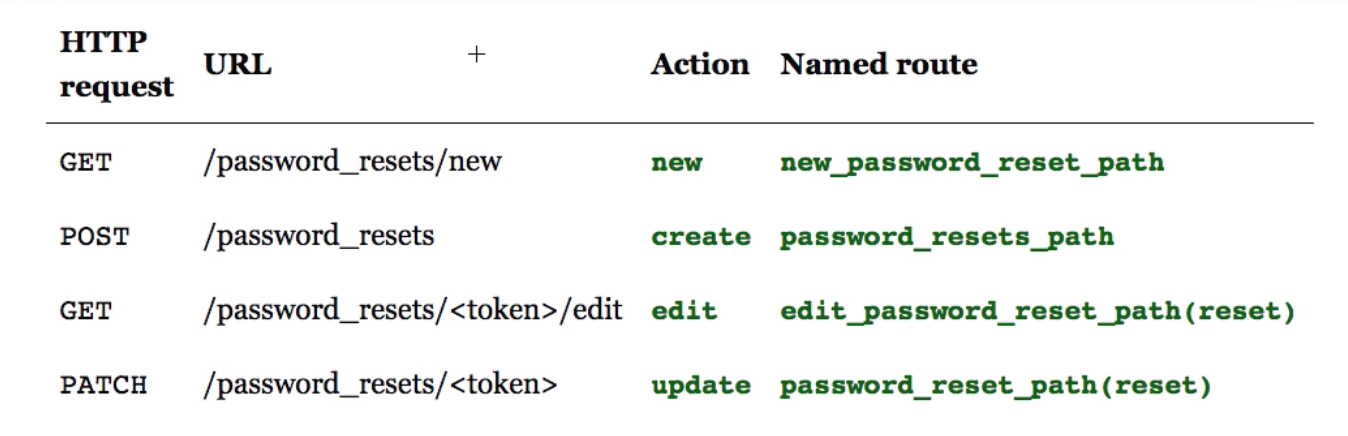 HTTP request URL Action Named route
GET /password_resets/new new new_password_reset_path
POST /password_resets create password_resets_path
GET /password_resets/<token>/edit edit edit_password_reset_path(reset)
PATCH /password_resets/<token> update password_reset_path(reset)